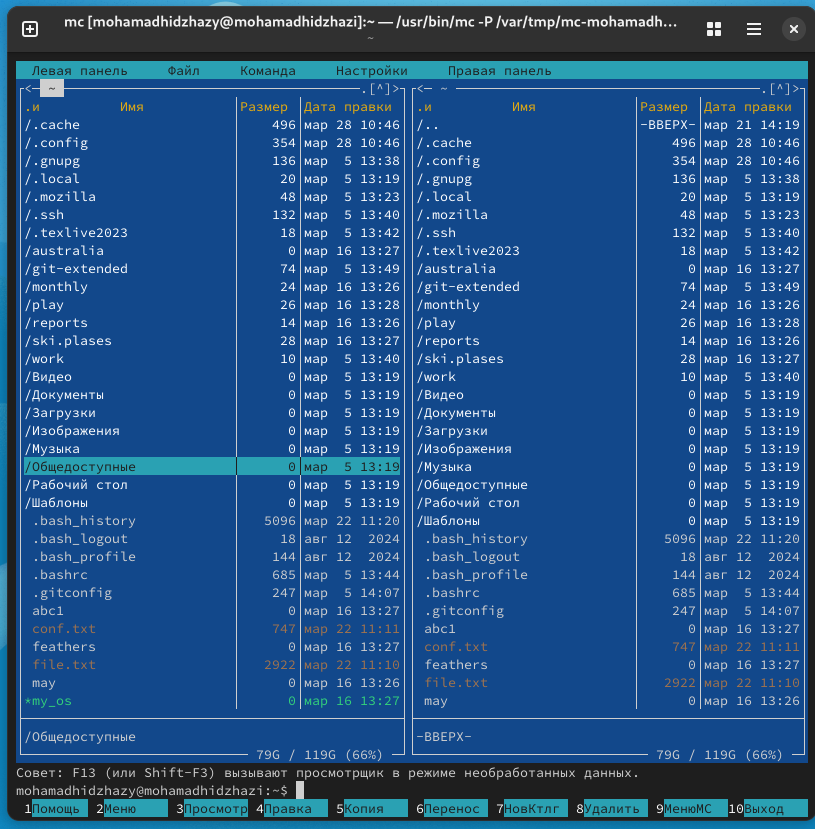 mc [mohamadhidzhazy@mohamadhidzhazi]:~ — /usr/bin/mc -P /var/tmp/mc-mohamadh...
~
Левая панель Файл Команда Настройки Правая панель
<─ ~ .[^]> <─ ~ .[^]>
.и Имя Размер Дата правки .и Имя Размер Дата правки
/.cache 496 мар 28 10:46 /.. -ВВЕРХ- мар 21 14:19
/.config 354 мар 28 10:46 /.cache 496 мар 28 10:46
/.gnupg 136 мар 5 13:38 /.config 354 мар 28 10:46
/.local 20 мар 5 13:19 /.gnupg 136 мар 5 13:38
/.mozilla 48 мар 5 13:23 /.local 20 мар 5 13:19
/.ssh 132 мар 5 13:40 /.mozilla 48 мар 5 13:23
/.texlive2023 18 мар 5 13:42 /.ssh 132 мар 5 13:40
/australia 0 мар 16 13:27 /.texlive2023 18 мар 5 13:42
/git-extended 74 мар 5 13:49 /australia 0 мар 16 13:27
/monthly 24 мар 16 13:26 /git-extended 74 мар 5 13:49
/play 26 мар 16 13:28 /monthly 24 мар 16 13:26
/reports 14 мар 16 13:26 /play 26 мар 16 13:28
/ski.plases 28 мар 16 13:27 /reports 14 мар 16 13:26
/work 10 мар 5 13:40 /ski.plases 28 мар 16 13:27
/Видео 0 мар 5 13:19 /work 10 мар 5 13:40
/Документы 0 мар 5 13:19 /Видео 0 мар 5 13:19
/Загрузки 0 мар 5 13:19 /Документы 0 мар 5 13:19
/Изображения 0 мар 5 13:19 /Загрузки 0 мар 5 13:19
/Музыка 0 мар 5 13:19 /Изображения 0 мар 5 13:19
/Общедоступные 0 мар 5 13:19 /Музыка 0 мар 5 13:19
/Рабочий стол 0 мар 5 13:19 /Общедоступные 0 мар 5 13:19
/Шаблоны 0 мар 5 13:19 /Рабочий стол 0 мар 5 13:19
.bash_history 5096 мар 22 11:20 /Шаблоны 0 мар 5 13:19
.bash_logout 18 авг 12 2024 .bash_history 5096 мар 22 11:20
.bash_profile 144 авг 12 2024 .bash_logout 18 авг 12 2024
.bashrc 685 мар 5 13:44 .bash_profile 144 авг 12 2024
.gitconfig 247 мар 5 14:07 .bashrc 685 мар 5 13:44
abc1 0 мар 16 13:27 .gitconfig 247 мар 5 14:07
conf.txt 747 мар 22 11:11 abc1 0 мар 16 13:27
feathers 0 мар 16 13:27 conf.txt 747 мар 22 11:11
file.txt 2922 мар 22 11:10 feathers 0 мар 16 13:27
may 0 мар 16 13:26 file.txt 2922 мар 22 11:10
*my_os 0 мар 16 13:27 may 0 мар 16 13:26
/Общедоступные -ВВЕРХ-
79G / 119G (66%) 79G / 119G (66%)
Совет: F13 (или Shift-F3) вызывают просмотрщик в режиме необработанных данных.
mohamadhidzhazy@mohamadhidzhazi:~$
1Помощь 2Меню 3Просмотр 4Правка 5Копия 6Перенос 7НовКтлг 8Удалить 9МенюMC 10Выход